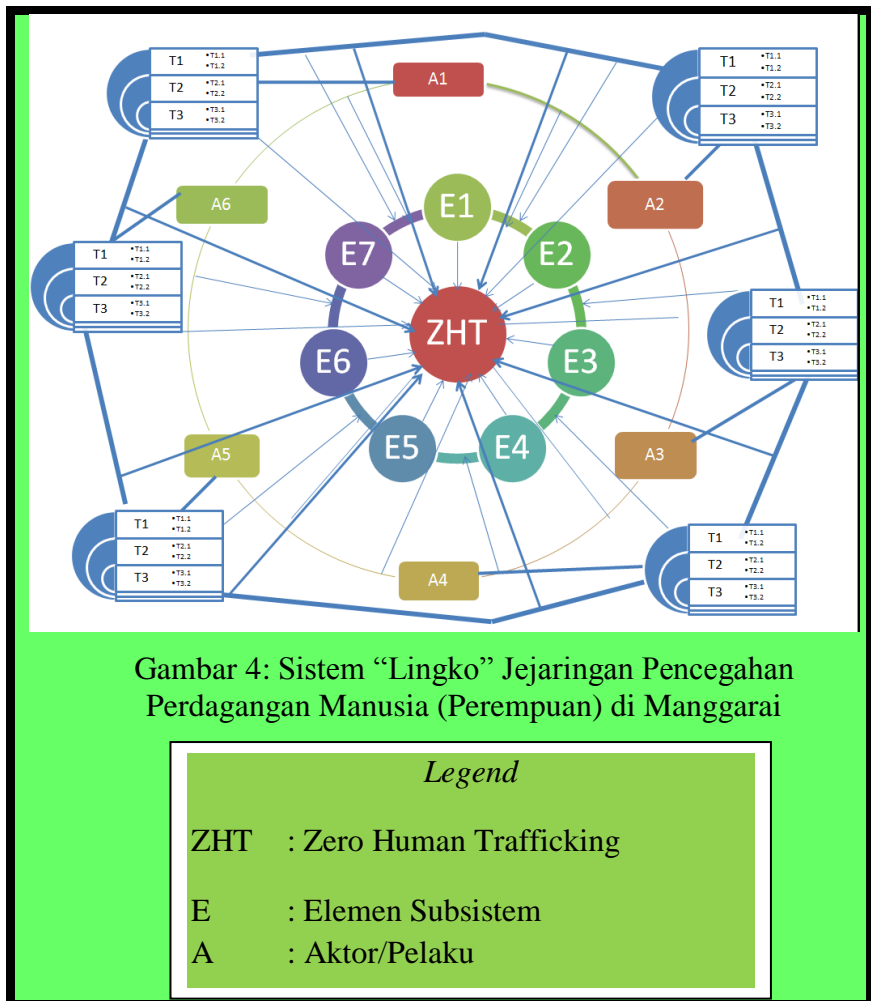 T1 •T1.1
•T1.2
T2 •T2.1
•T2.2
T3 •T3.1
•T3.2
A1
T1 •T1.1
•T1.2
T2 •T2.1
•T2.2
T3 •T3.1
•T3.2
A6
E1
A2
E7
E2
T1 •T1.1
•T1.2
T2 •T2.1
•T2.2
T3 •T3.1
•T3.2
ZHT
T1 •T1.1
•T1.2
T2 •T2.1
•T2.2
T3 •T3.1
•T3.2
E6
E3
A5
E5
E4
A3
T1 •T1.1
•T1.2
T2 •T2.1
•T2.2
T3 •T3.1
•T3.2
A4
T1 •T1.1
•T1.2
T2 •T2.1
•T2.2
T3 •T3.1
•T3.2
Gambar 4: Sistem “Lingko” Jejaringan Pencegahan
Perdagangan Manusia (Perempuan) di Manggarai
Legend
ZHT : Zero Human Trafficking
E : Elemen Subsistem
A : Aktor/Pelaku